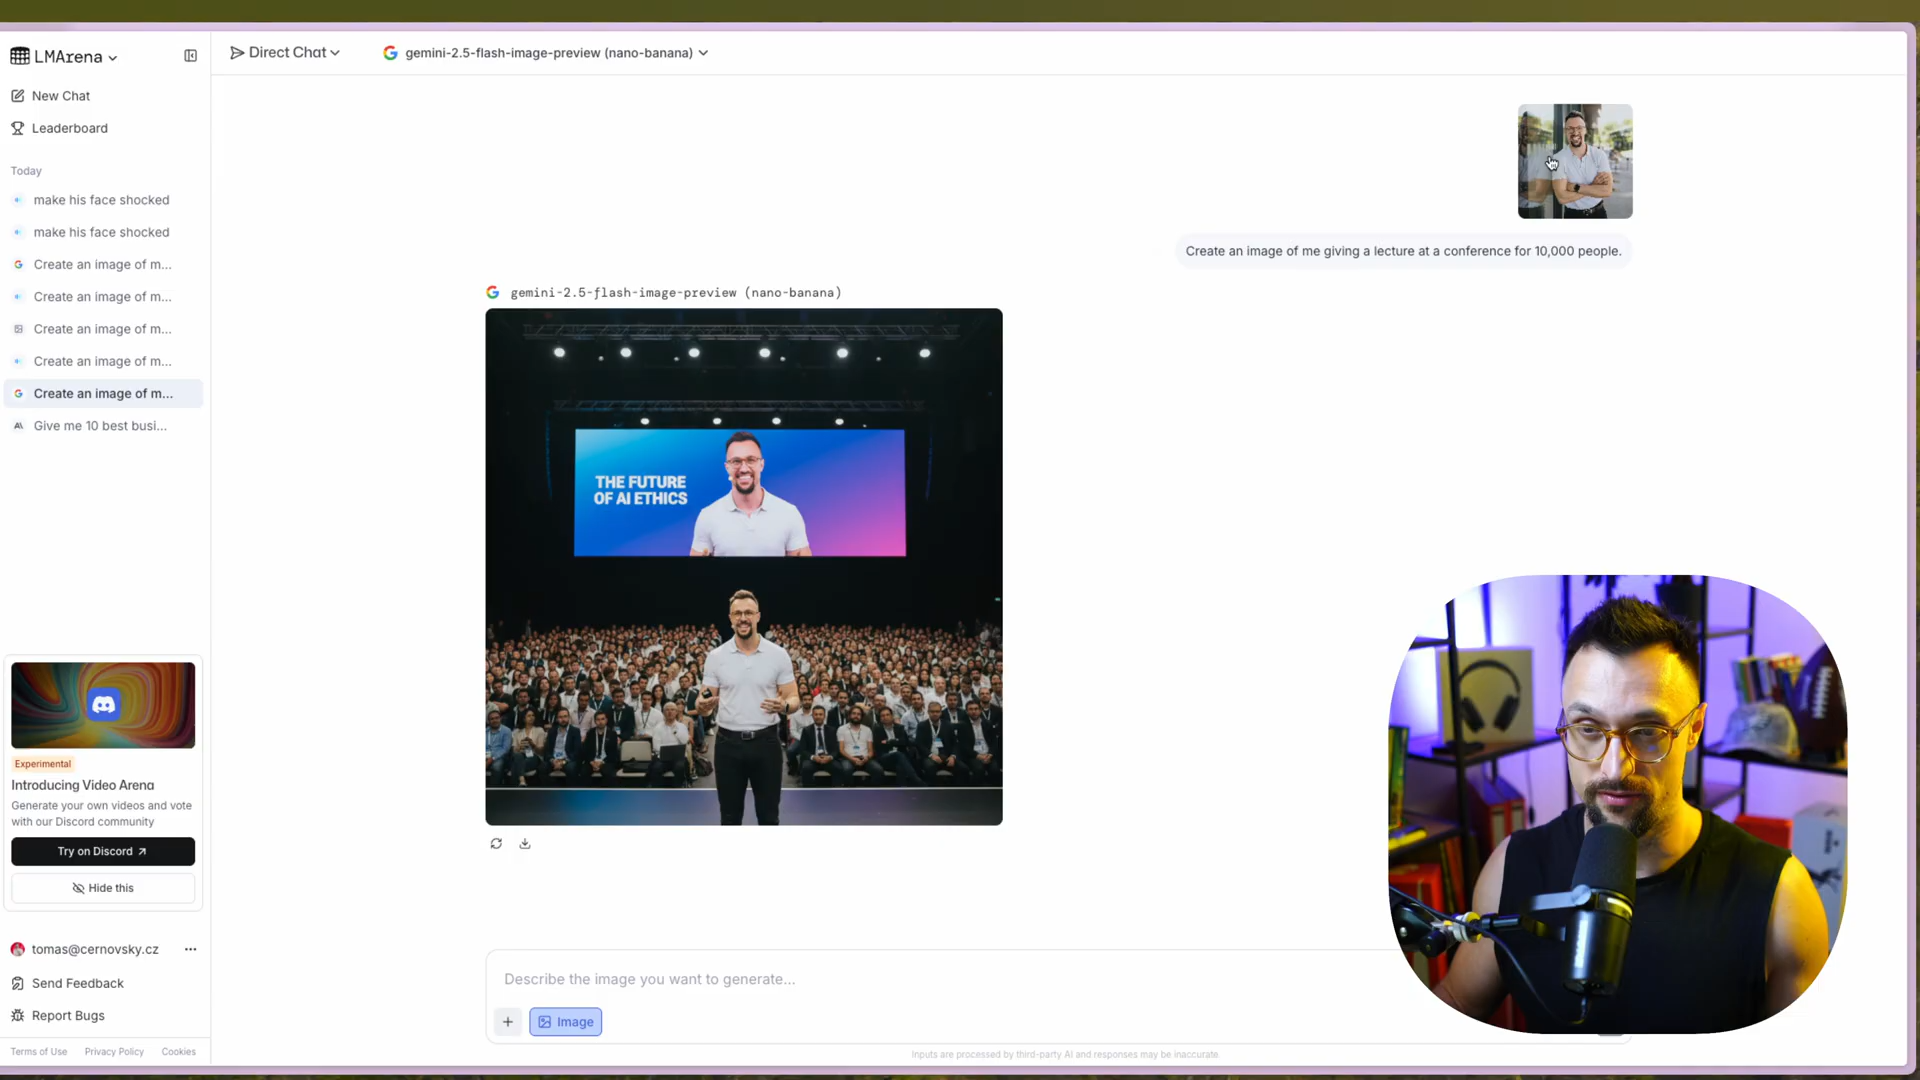 LMArena
Direct Chat
gemini-2.5-flash-image-preview (nano-banana)
New Chat
Leaderboard
Today
make his face shocked
make his face shocked
Create an image of m...
Create an image of m...
Create an image of m...
Create an image of m...
Create an image of m...
Give me 10 best busi...
Create an image of me giving a lecture at a conference for 10,000 people.
gemini-2.5-flash-image-preview (nano-banana)
THE FUTURE
OF AI ETHICS
Experimental
Introducing Video Arena
Generate your own videos and vote
with our Discord community
Try on Discord
Hide this
tomas@cernovsky.cz
Send Feedback
Report Bugs
Terms of Use
Privacy Policy
Cookies
Describe the image you want to generate...
Image
Inputs are processed by third-party AI and responses may be inaccurate